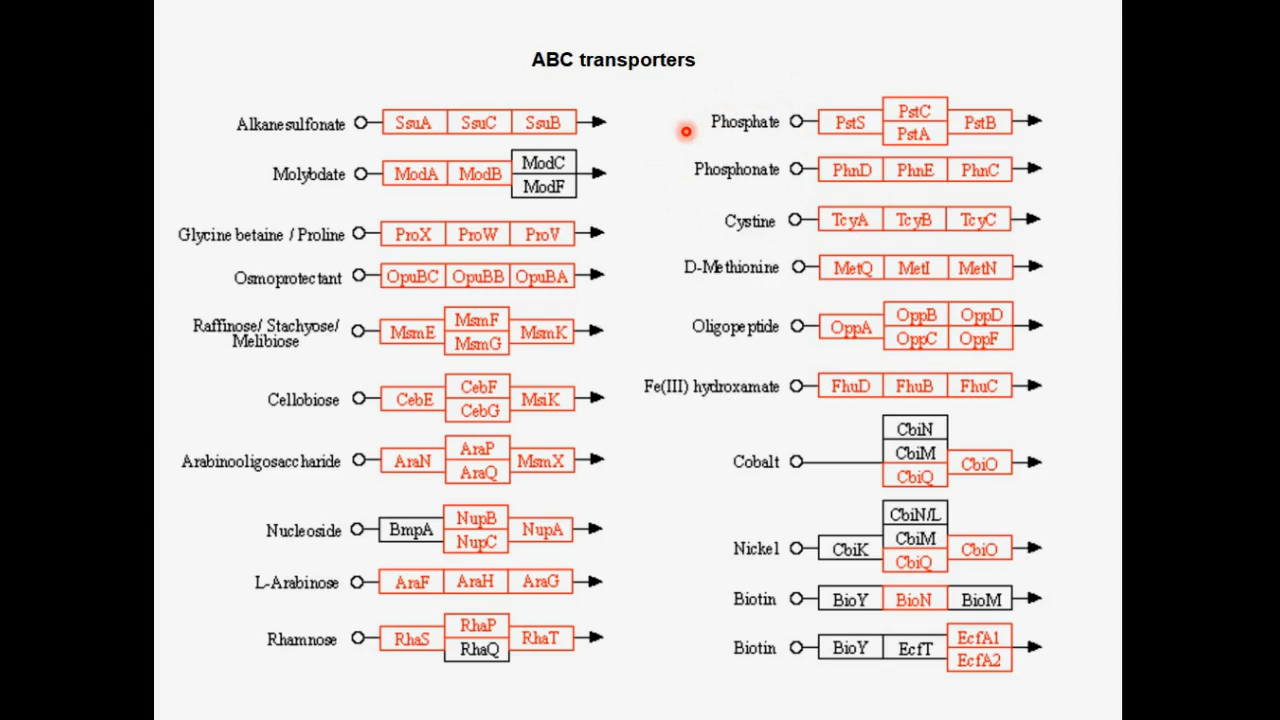 ABC transporters
Alkanesulfonate SsuA SsuC SsuB
Molybdate ModA ModB ModC
ModF
Glycine betaine / Proline ProX ProW ProV
Osmoprotectant OpuBC OpuBB OpuBA
Raffinose/ Stachyose/
Melibiose MsmE MsmF MsmK
MsmG
Cellobiose CebE CebF MsiK
CebG
Arabinooligosaccharide AraN AraP MsmX
AraQ
Nucleoside BmpA NupB NupA
NupC
L-Arabinose AraF AraH AraG
Rhamnose RhaS RhaP RhaT
RhaQ
Phosphate PstS PstC PstB
PstA
Phosphonate PhnD PhnE PhnC
Cystine TcyA TcyB TcyC
D-Methionine MetQ MetI MetN
Oligopeptide OppA OppB OppD
OppC OppF
Fe(III) hydroxamate FhuD FhuB FhuC
CbiN
Cobalt CbiM CbiO
CbiQ
CbiN/L
Nickel CbiK CbiM CbiO
CbiQ
Biotin BioY BioN BioM
Biotin BioY EcfT EcfA1
EcfA2